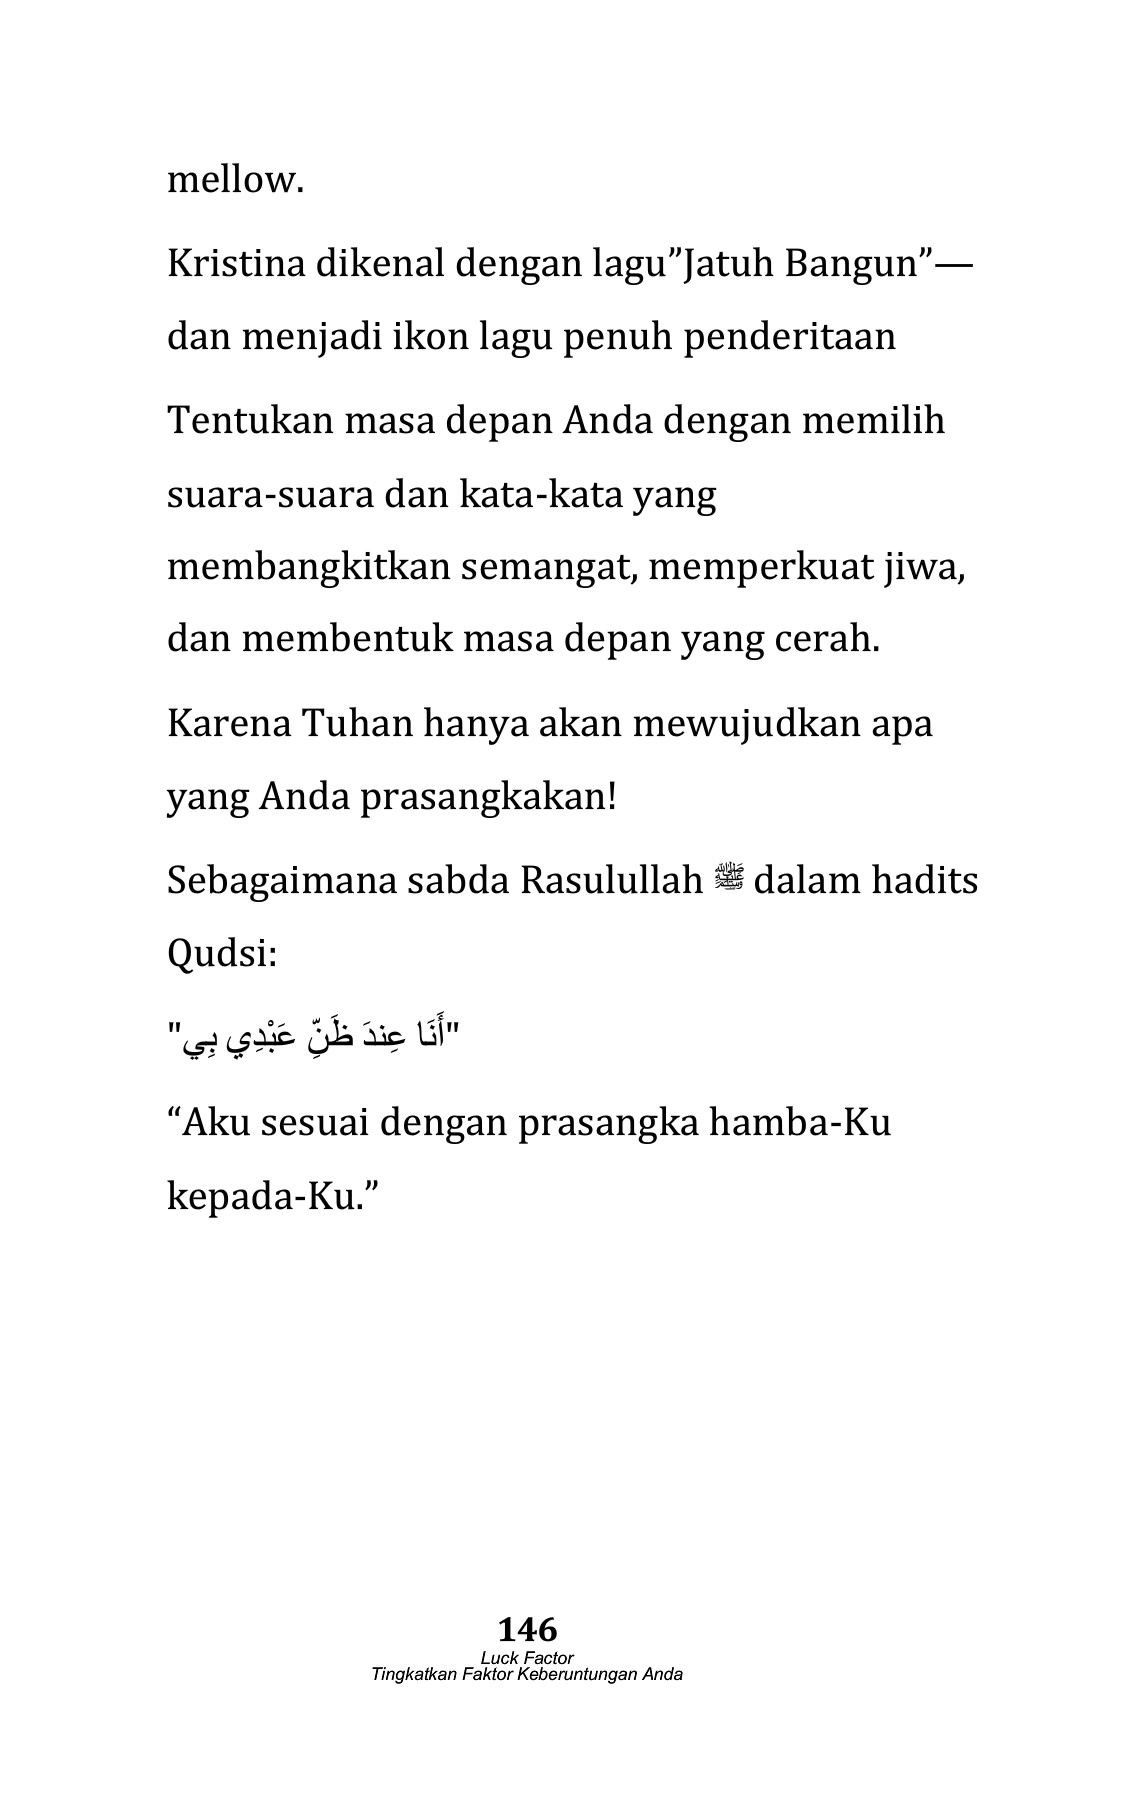 mellow.
Kristina dikenal dengan lagu”Jatuh Bangun”—
dan menjadi ikon lagu penuh penderitaan
Tentukan masa depan Anda dengan memilih
suara-suara dan kata-kata yang
membangkitkan semangat, memperkuat jiwa,
dan membentuk masa depan yang cerah.
Karena Tuhan hanya akan mewujudkan apa
yang Anda prasangkakan!
Sebagaimana sabda Rasulullah ﷺ dalam hadits
Qudsi:
"أَنَا عِندَ ظَنِّ عَبْدِي بِي"
“Aku sesuai dengan prasangka hamba-Ku
kepada-Ku.”
146
Luck Factor
Tingkatkan Faktor Keberuntungan Anda